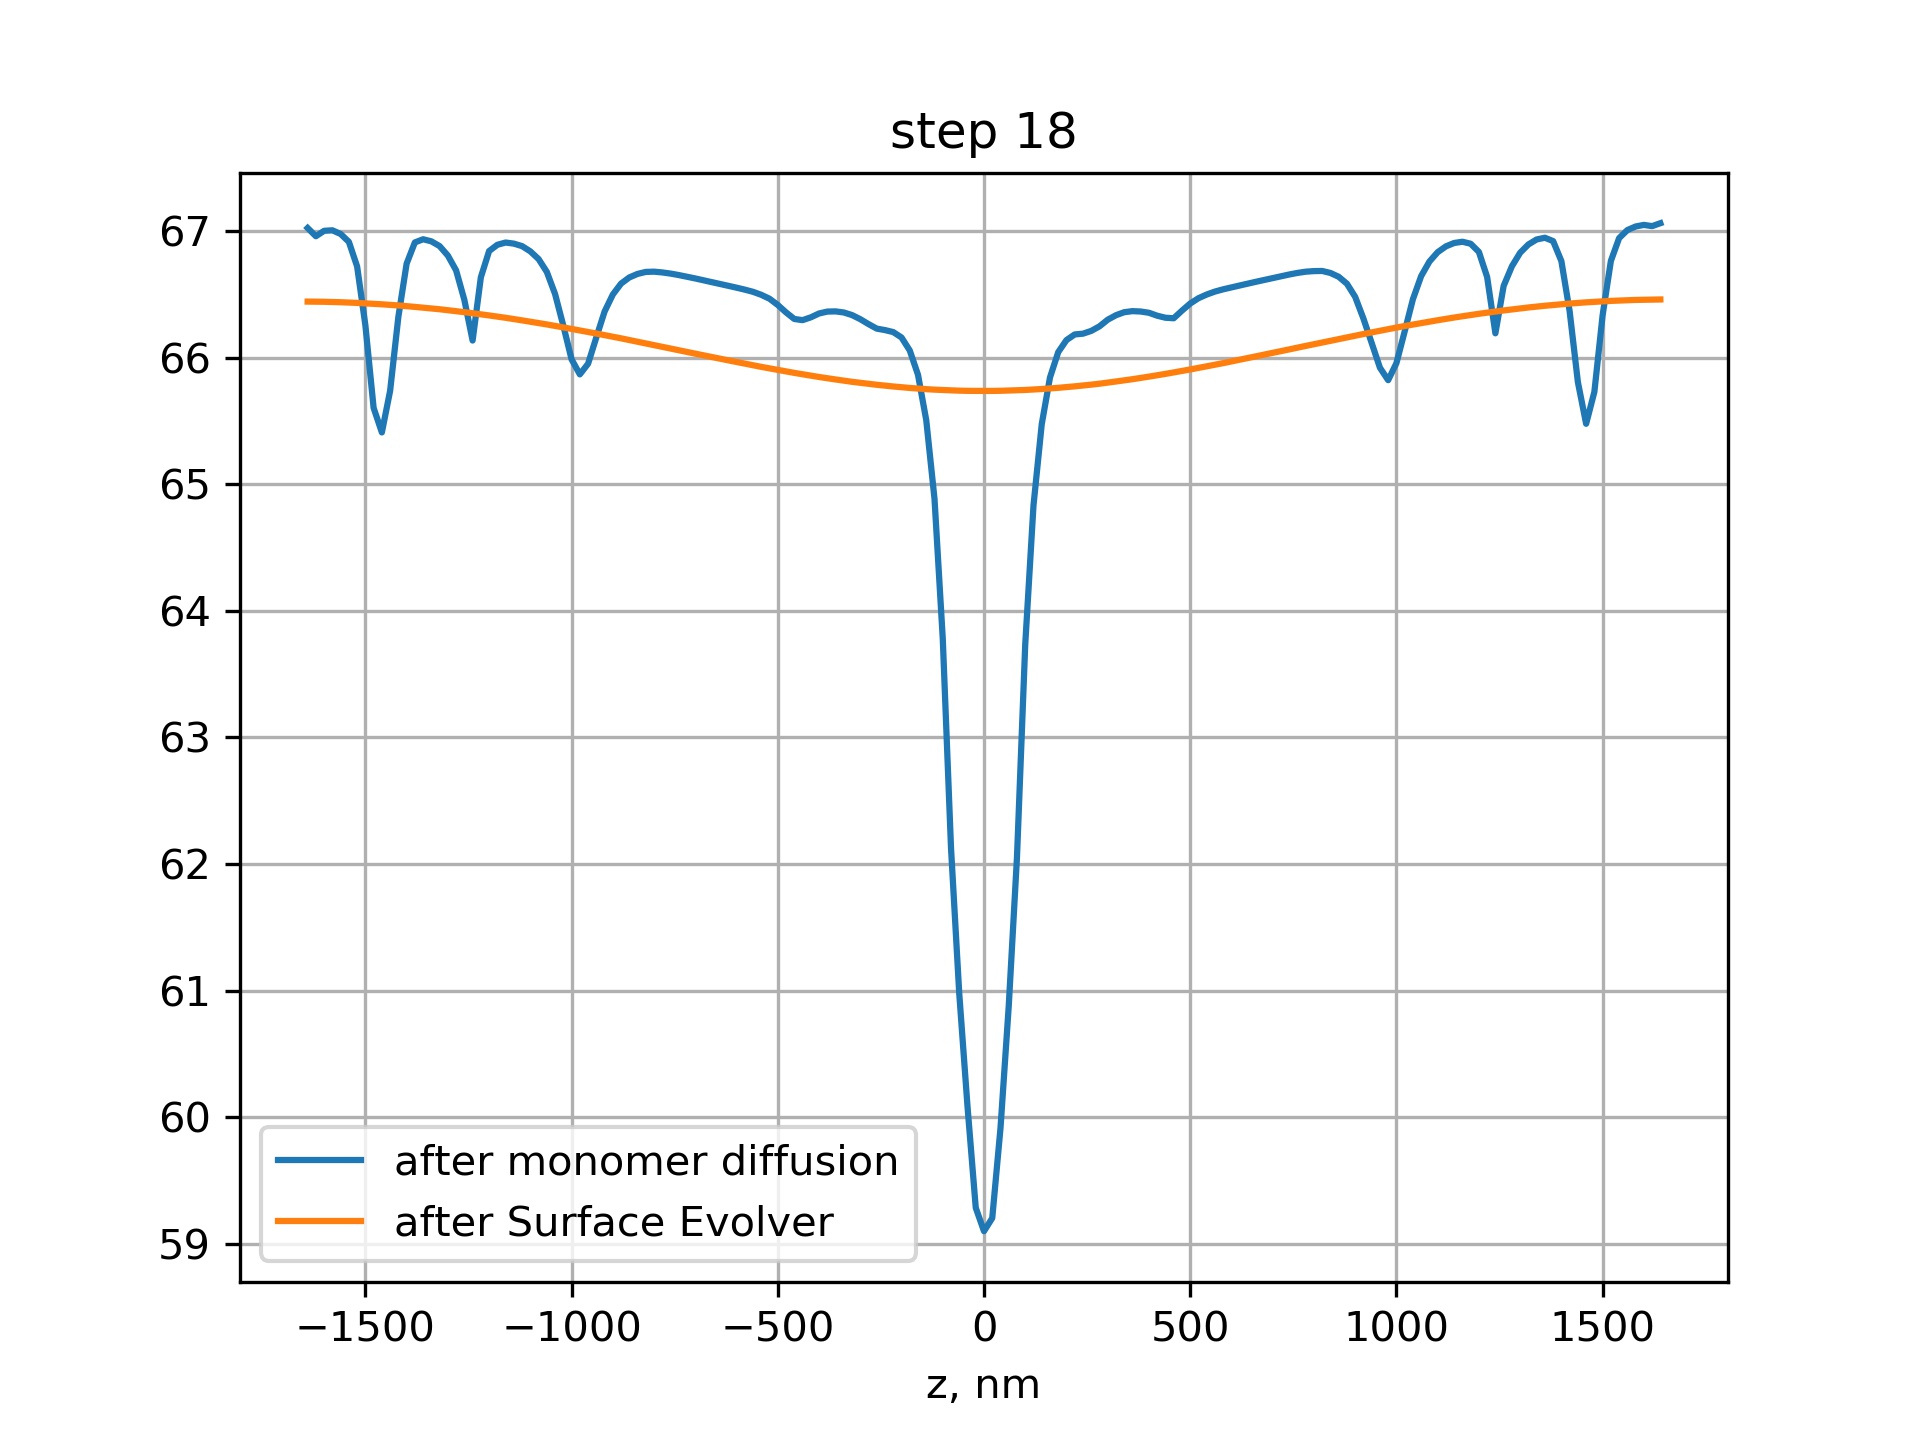 step 18
67
66
65
64
63
62
61
60
59
after monomer diffusion
after Surface Evolver
−1500 −1000 −500 0 500 1000 1500
z, nm